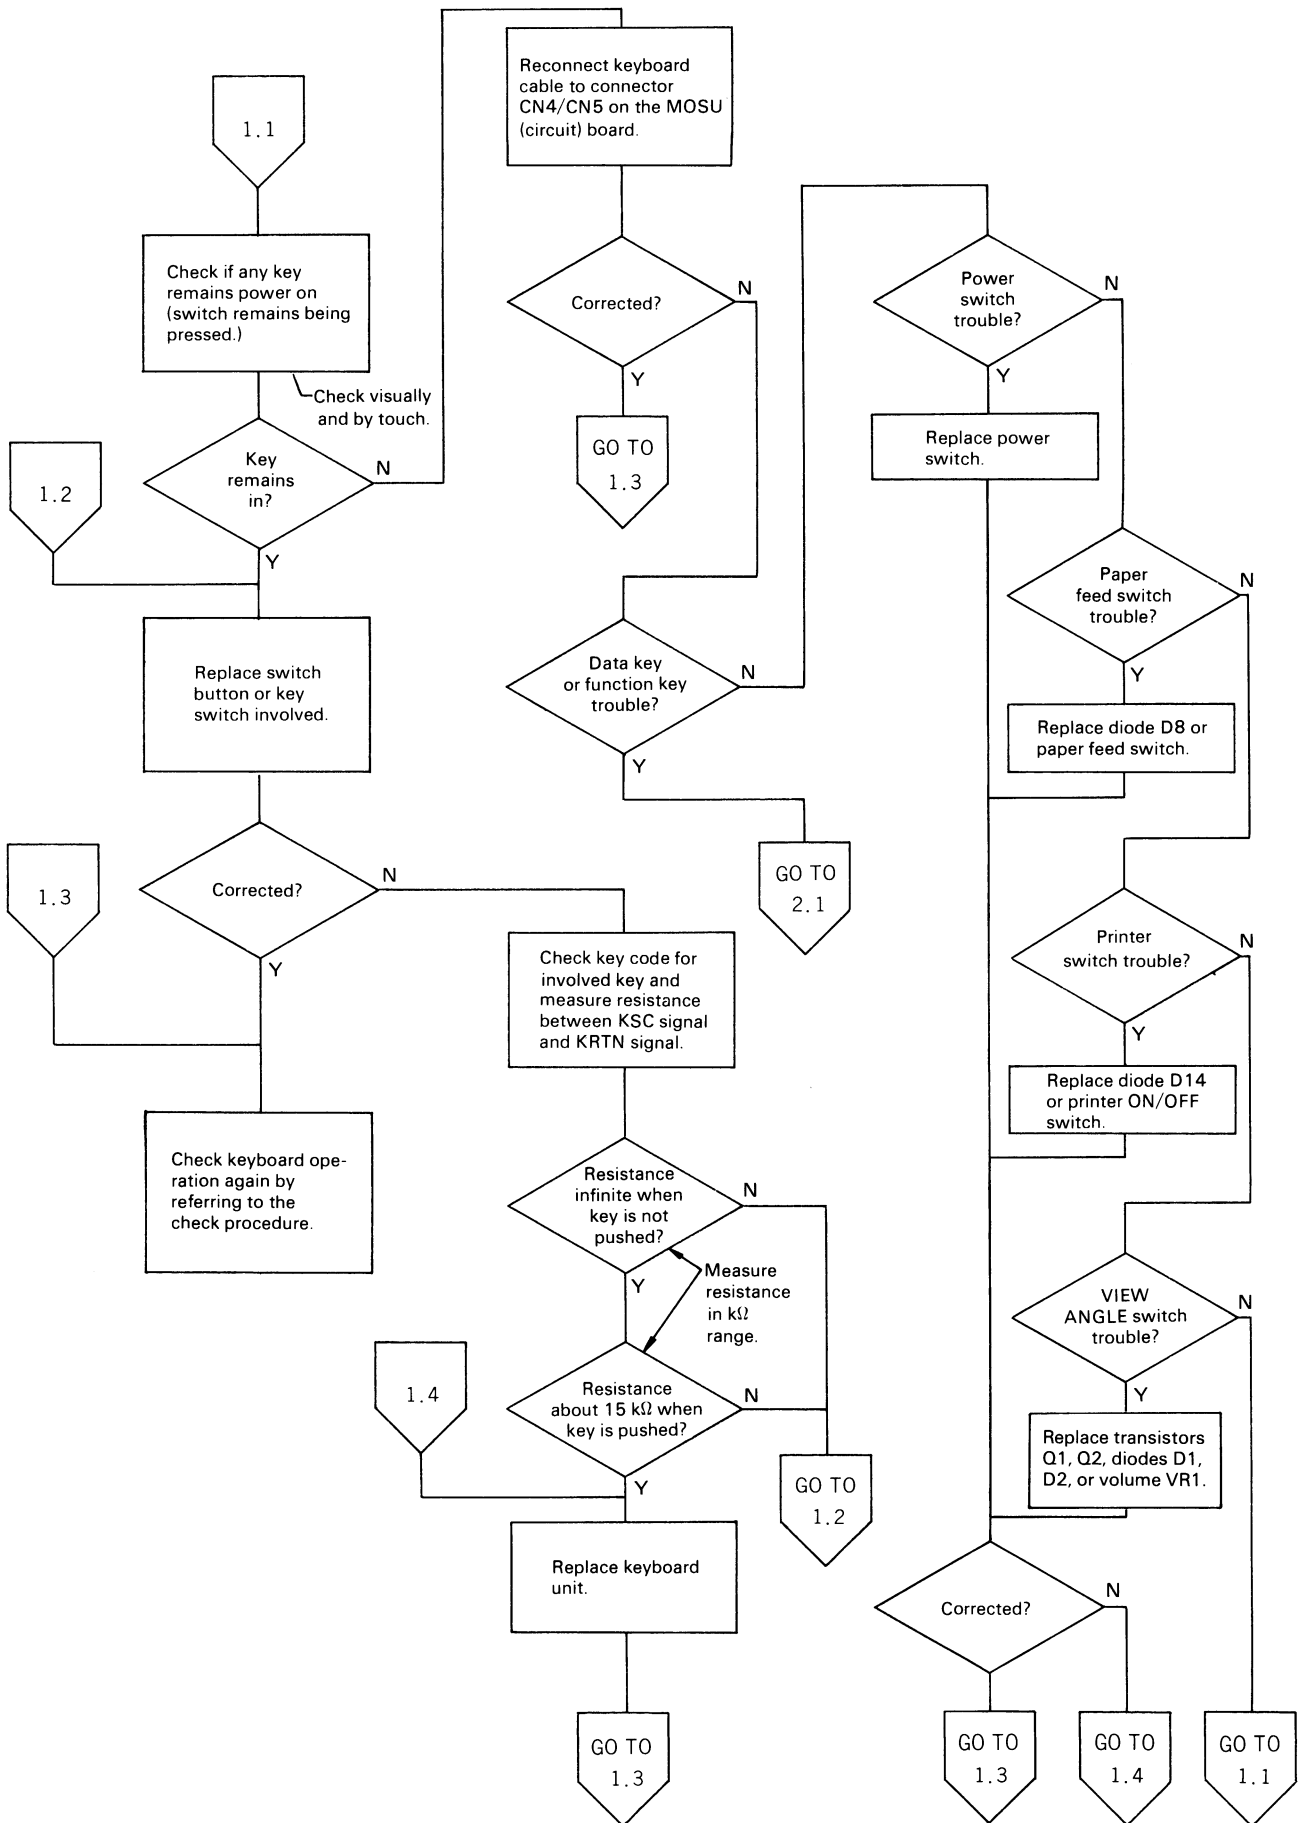 1.1
Check if any key
remains power on
(switch remains being
pressed.)
Check visually
and by touch.
Key
remains
in?
N
Y
1.2
Replace switch
button or key
switch involved.
Corrected?
N
Y
1.3
Check keyboard ope-
ration again by
referring to the
check procedure.
Reconnect keyboard
cable to connector
CN4/CN5 on the MOSU
(circuit) board.
Corrected?
N
Y
GO TO
1.3
Data key
or function key
trouble?
N
Y
GO TO
2.1
Check key code for
involved key and
measure resistance
between KSC signal
and KRTN signal.
Resistance
infinite when
key is not
pushed?
N
Y
Measure
resistance
in kΩ
range.
Resistance
about 15 kΩ when
key is pushed?
N
Y
1.4
GO TO
1.2
Replace keyboard
unit.
GO TO
1.3
Power
switch
trouble?
N
Y
Replace power
switch.
Paper
feed switch
trouble?
N
Y
Replace diode D8 or
paper feed switch.
Printer
switch trouble?
N
Y
Replace diode D14
or printer ON/OFF
switch.
VIEW
ANGLE switch
trouble?
N
Y
Replace transistors
Q1, Q2, diodes D1,
D2, or volume VR1.
Corrected?
N
GO TO
1.3
GO TO
1.4
GO TO
1.1